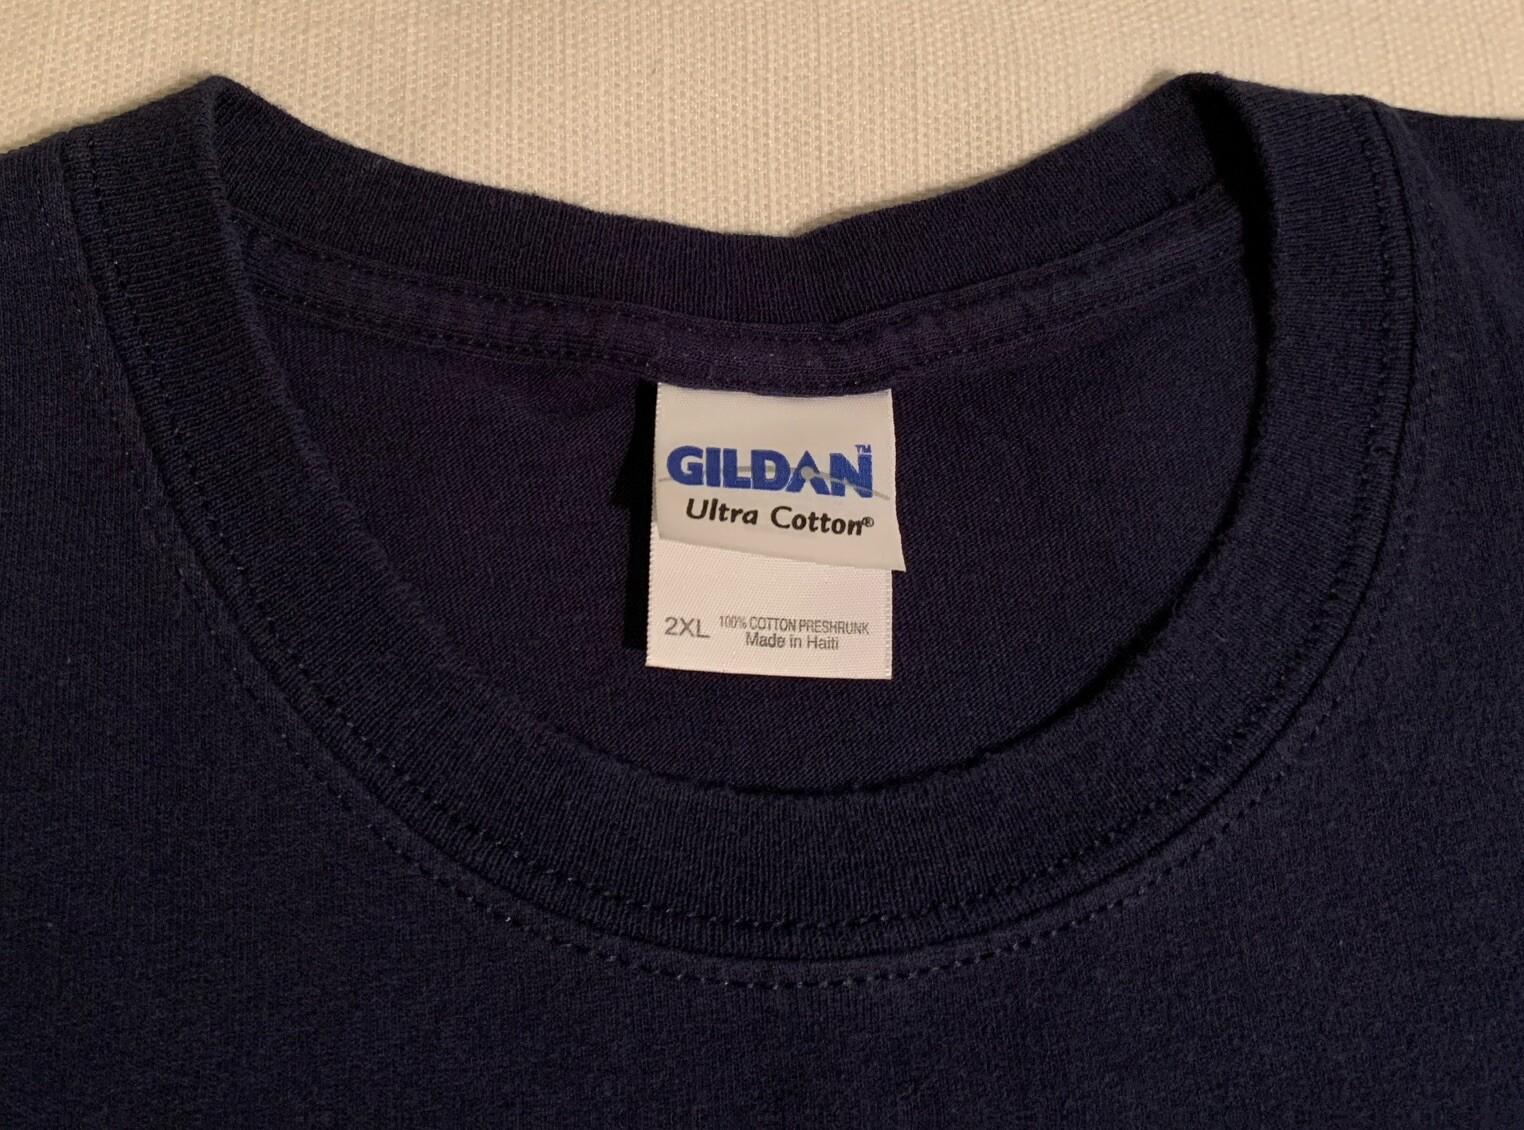 GILDAN™
Ultra Cotton®
2XL 100% COTTON PRESHRUNK
Made in Haiti